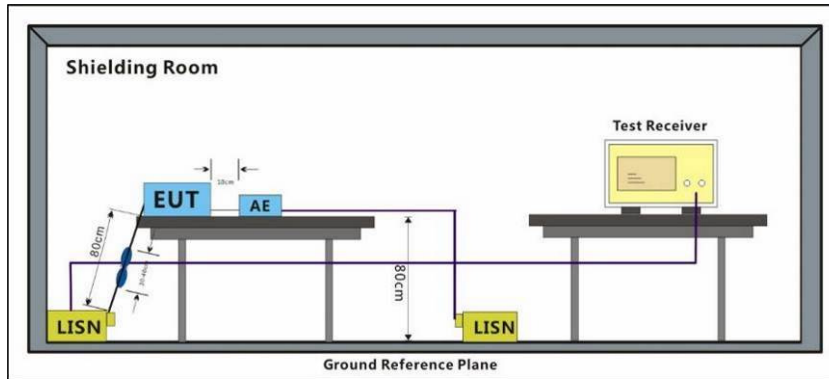 Shielding Room
Test Receiver
10cm
EUT
AE
80cm
80cm
LISN
LISN
Ground Reference Plane